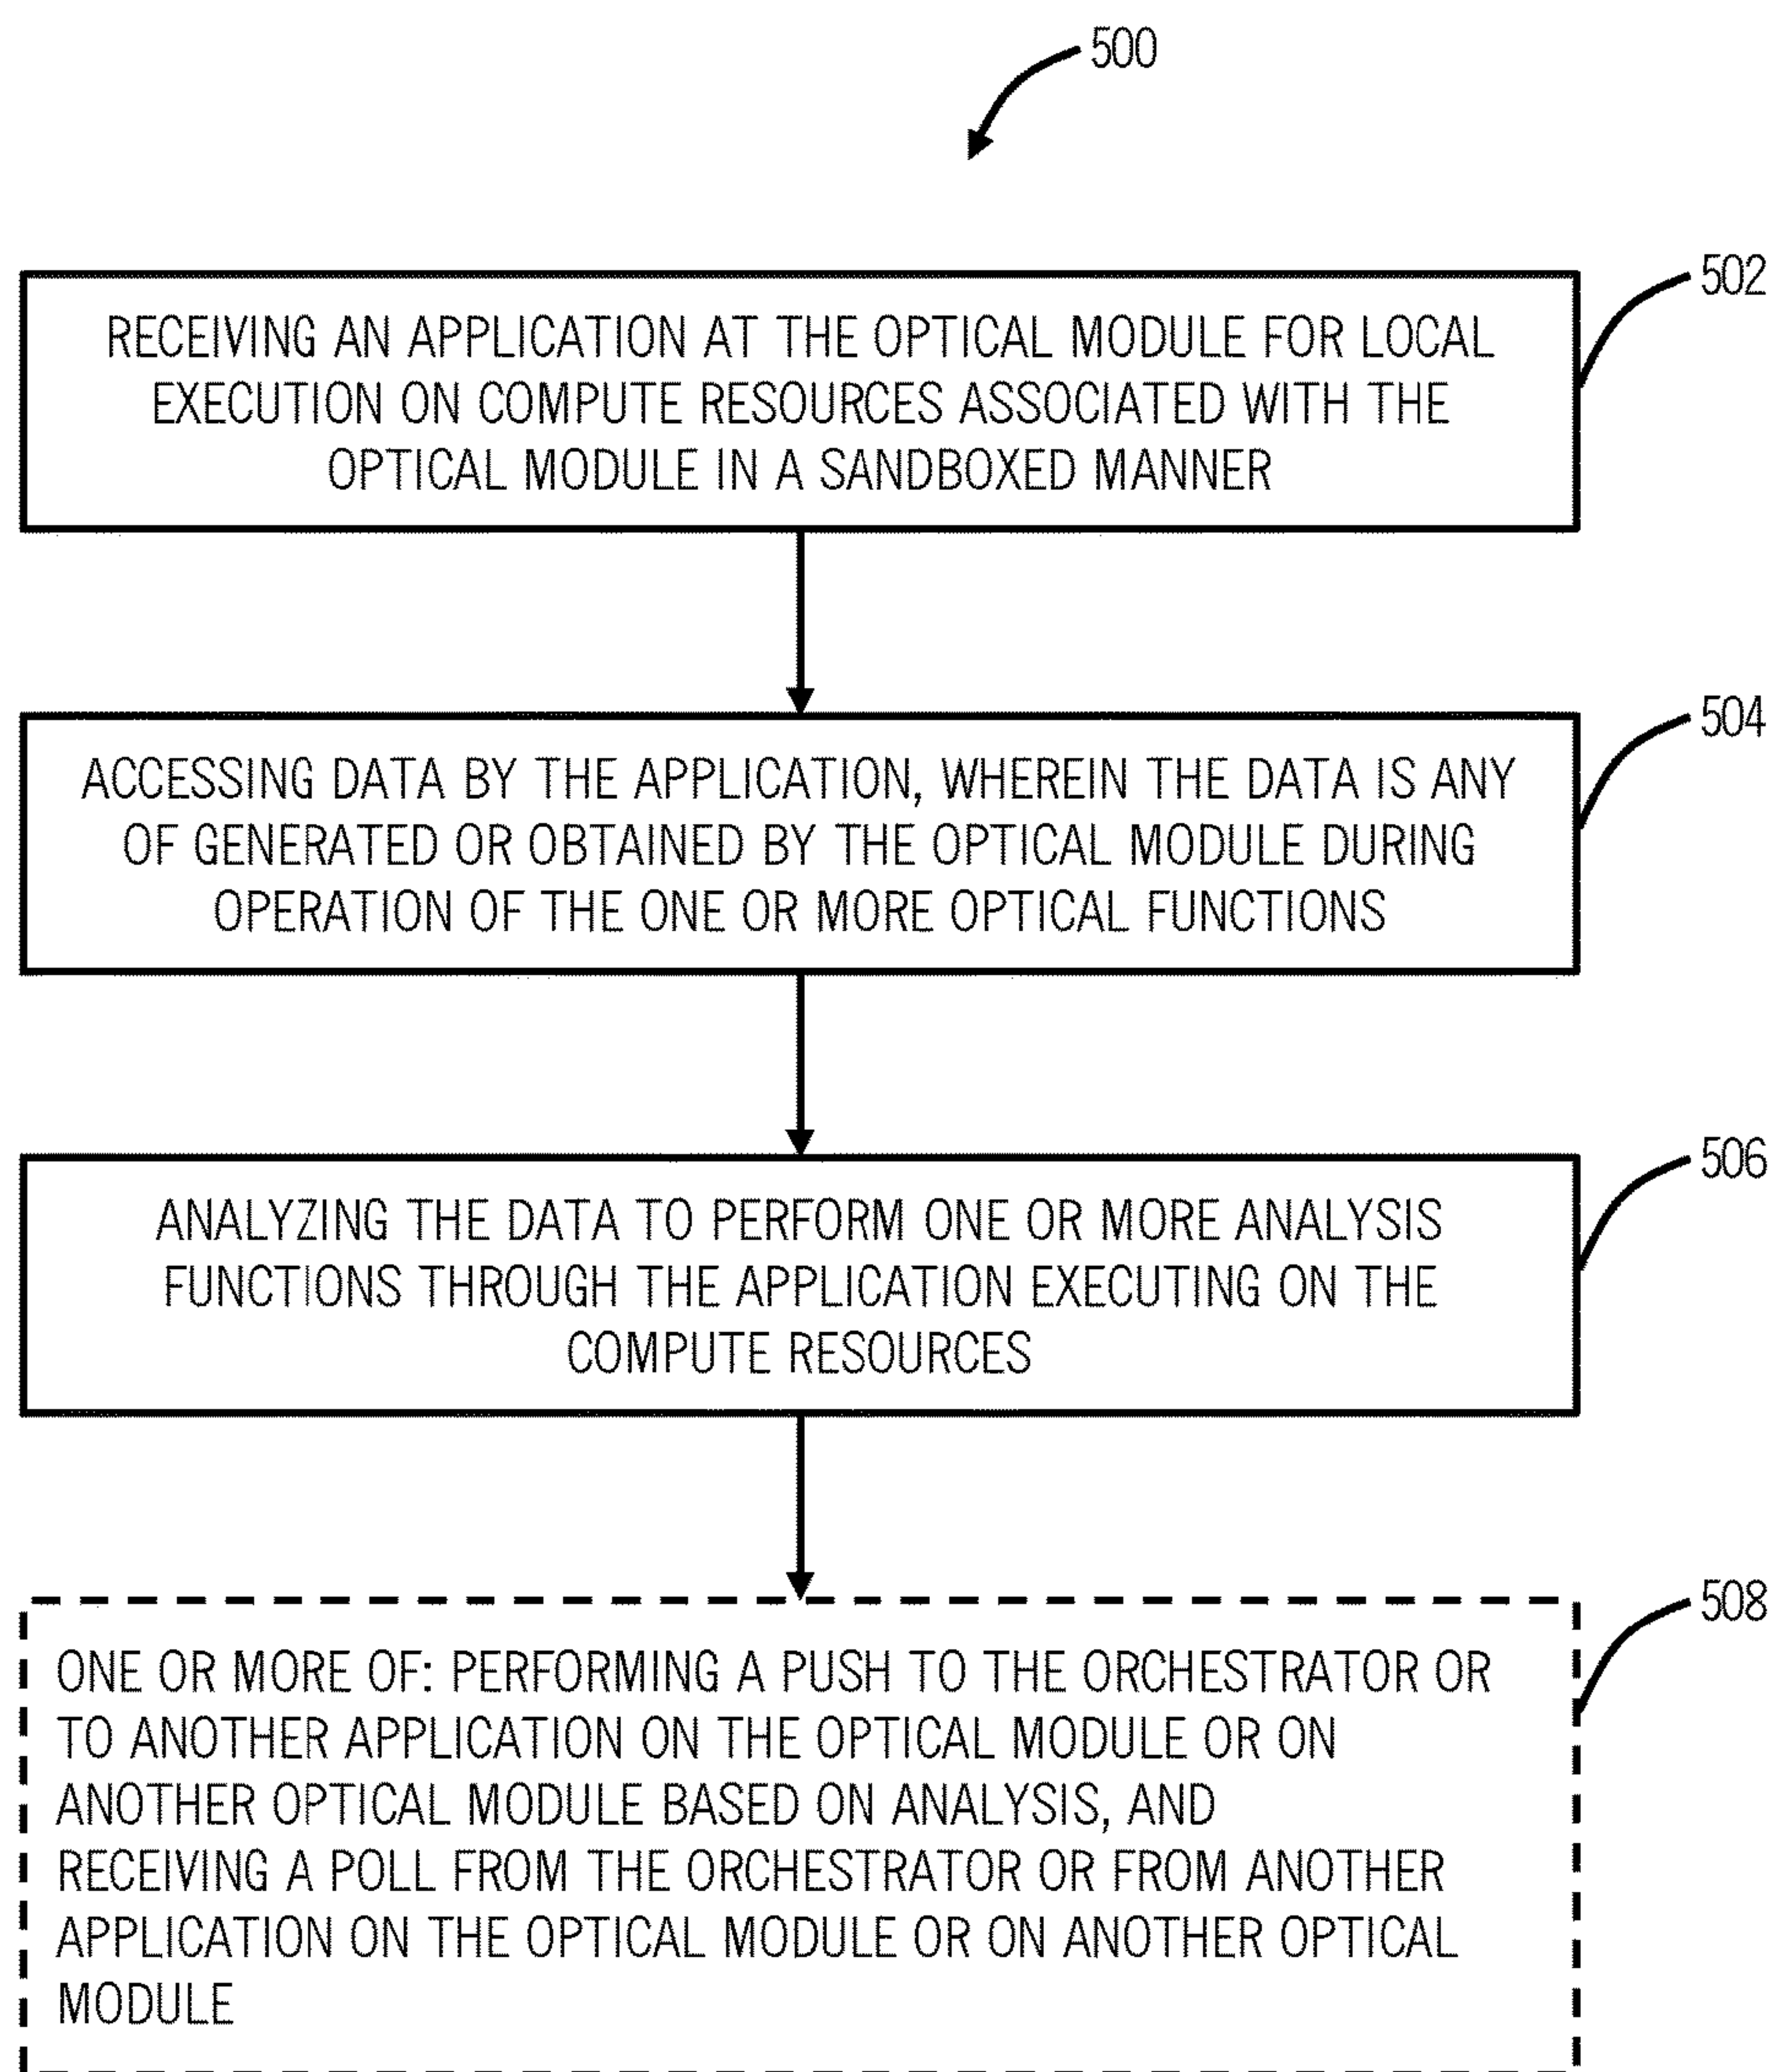 500
502
RECEIVING AN APPLICATION AT THE OPTICAL MODULE FOR LOCAL
EXECUTION ON COMPUTE RESOURCES ASSOCIATED WITH THE
OPTICAL MODULE IN A SANDBOXED MANNER
504
ACCESSING DATA BY THE APPLICATION, WHEREIN THE DATA IS ANY
OF GENERATED OR OBTAINED BY THE OPTICAL MODULE DURING
OPERATION OF THE ONE OR MORE OPTICAL FUNCTIONS
506
ANALYZING THE DATA TO PERFORM ONE OR MORE ANALYSIS
FUNCTIONS THROUGH THE APPLICATION EXECUTING ON THE
COMPUTE RESOURCES
508
ONE OR MORE OF: PERFORMING A PUSH TO THE ORCHESTRATOR OR
TO ANOTHER APPLICATION ON THE OPTICAL MODULE OR ON
ANOTHER OPTICAL MODULE BASED ON ANALYSIS, AND
RECEIVING A POLL FROM THE ORCHESTRATOR OR FROM ANOTHER
APPLICATION ON THE OPTICAL MODULE OR ON ANOTHER OPTICAL
MODULE